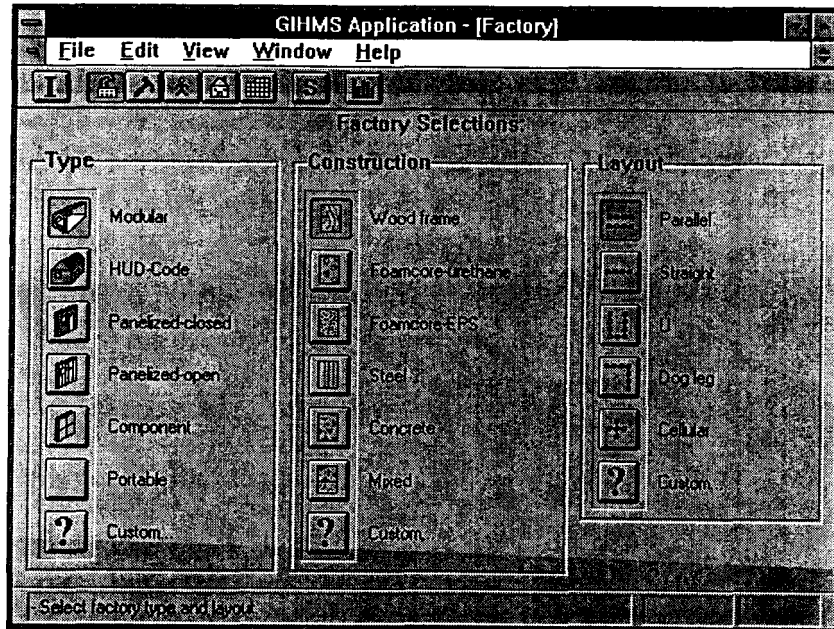 GIHMS Application - [Factory]
File Edit View Window Help
I S
Factory Selections:
Type
Modular
HUD-Code
Panelized-closed
Panelized-open
Component
Portable
? Custom...
Construction
Wood frame
Foamcore-urethane
Foamcore-EPS
Steel
Concrete
Mixed
? Custom...
Layout
Parallel
Straight
U
Dog leg
Cellular
? Custom...
Select factory type and layout